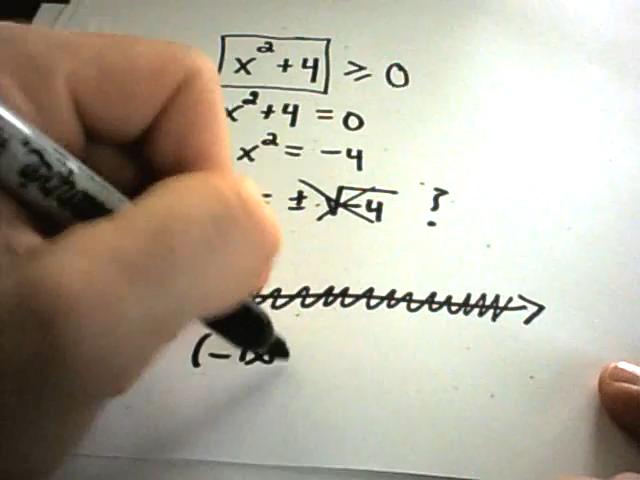 x² + 4 ≥ 0
x² + 4 = 0
x² = -4
= ± √-4 ?
(-∞